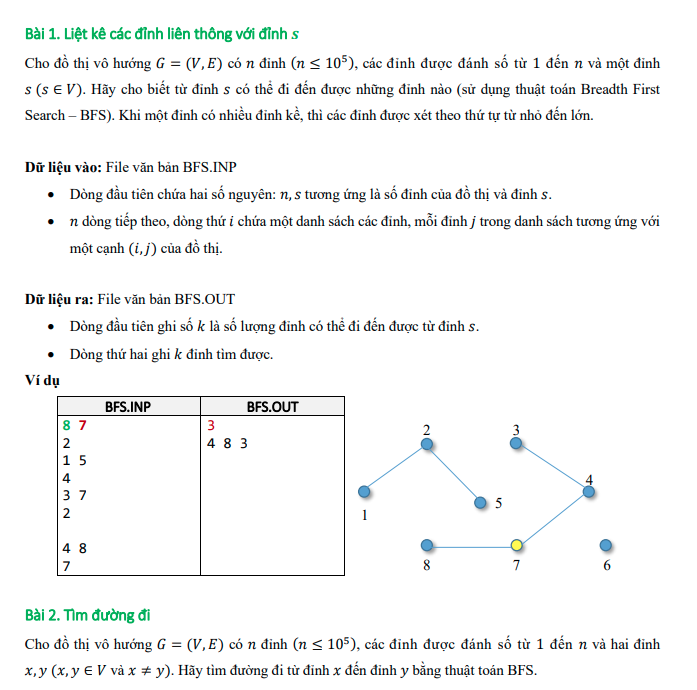 Bài 1. Liệt kê các đỉnh liên thông với đỉnh s
Cho đồ thị vô hướng G = (V, E) có n đỉnh (n ≤ 10⁵), các đỉnh được đánh số từ 1 đến n và một đỉnh
s (s ∈ V). Hãy cho biết từ đỉnh s có thể đi đến được những đỉnh nào (sử dụng thuật toán Breadth First
Search – BFS). Khi một đỉnh có nhiều đỉnh kề, thì các đỉnh được xét theo thứ tự từ nhỏ đến lớn.
Dữ liệu vào: File văn bản BFS.INP
• Dòng đầu tiên chứa hai số nguyên: n, s tương ứng là số đỉnh của đồ thị và đỉnh s.
• n dòng tiếp theo, dòng thứ i chứa một danh sách các đỉnh, mỗi đỉnh j trong danh sách tương ứng với
một cạnh (i, j) của đồ thị.
Dữ liệu ra: File văn bản BFS.OUT
• Dòng đầu tiên ghi số k là số lượng đỉnh có thể đi đến được từ đỉnh s.
• Dòng thứ hai ghi k đỉnh tìm được.
Ví dụ
BFS.INP BFS.OUT
8 7
2
1 5
4
3 7
2
4 8
7
3
4 8 3
2 3
4
5
1
8 7 6
Bài 2. Tìm đường đi
Cho đồ thị vô hướng G = (V, E) có n đỉnh (n ≤ 10⁵), các đỉnh được đánh số từ 1 đến n và hai đỉnh
x, y (x, y ∈ V và x ≠ y). Hãy tìm đường đi từ đỉnh x đến đỉnh y bằng thuật toán BFS.